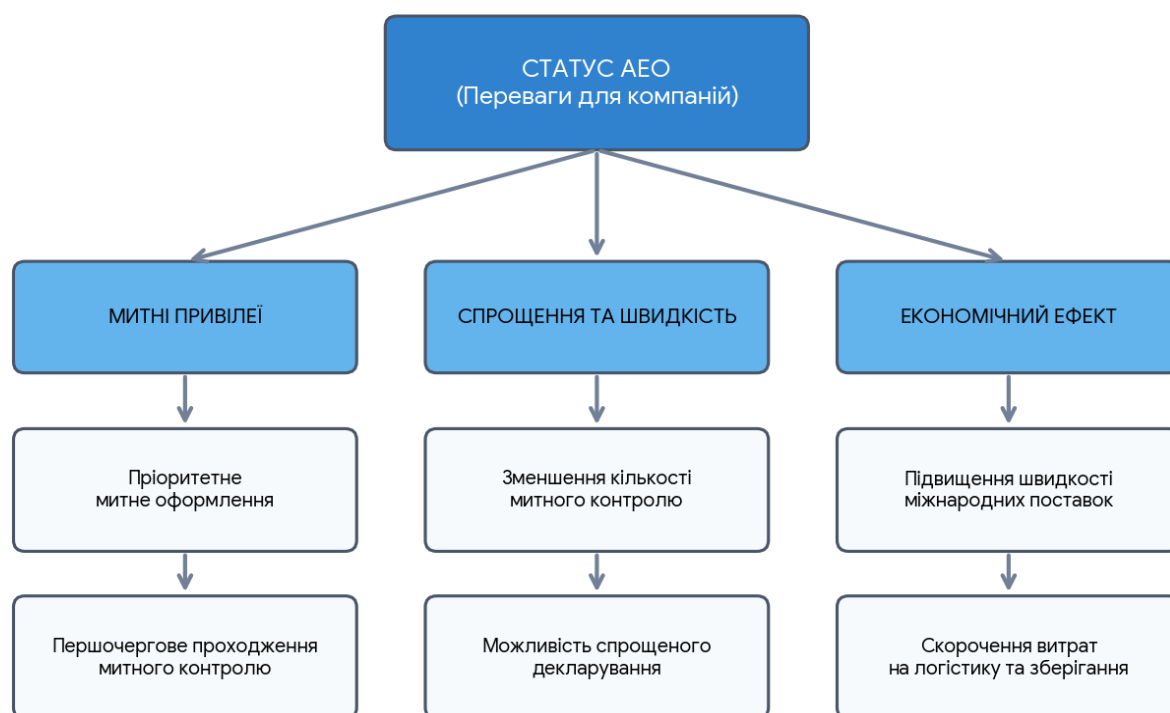 СТАТУС АЕО
(Переваги для компаній)
МИТНІ ПРИВІЛЕЇ
СПРОЩЕННЯ ТА ШВИДКІСТЬ
ЕКОНОМІЧНИЙ ЕФЕКТ
Пріоритетне
митне оформлення
Зменшення кількості
митного контролю
Підвищення швидкості
міжнародних поставок
Першочергове проходження
митного контролю
Можливість спрощеного
декларування
Скорочення витрат
на логістику та зберігання